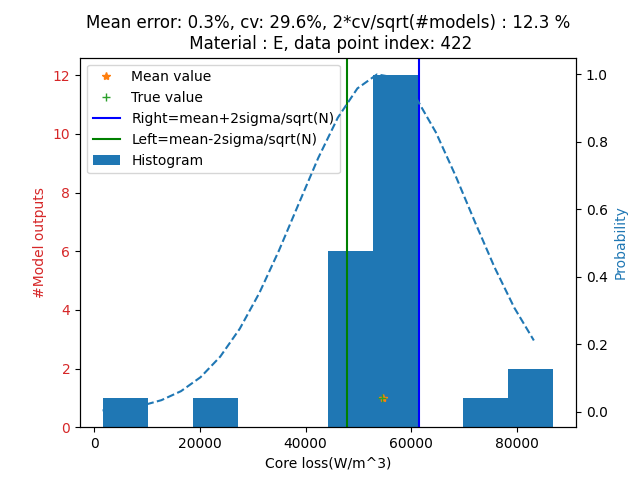 Mean error: 0.3%, cv: 29.6%, 2*cv/sqrt(#models) : 12.3 %
Material : E, data point index: 422
Mean value
True value
Right=mean+2sigma/sqrt(N)
Left=mean-2sigma/sqrt(N)
Histogram
#Model outputs
12
10
8
6
4
2
0
1.0
0.8
0.6
0.4
0.2
0.0
Probability
0 20000 40000 60000 80000
Core loss(W/m^3)